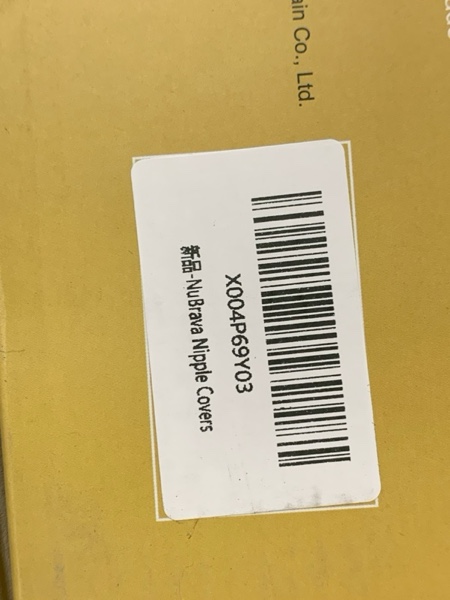 ain Co., Ltd.
X004P69Y03
新品-NuBrava Nipple Covers